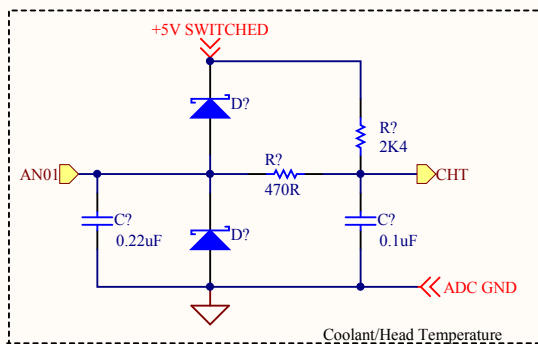 +5V SWITCHED
D?
R?
2K4
AN01
R?
470R
CHT
C?
0.22uF
D?
C?
0.1uF
ADC GND
Coolant/Head Temperature